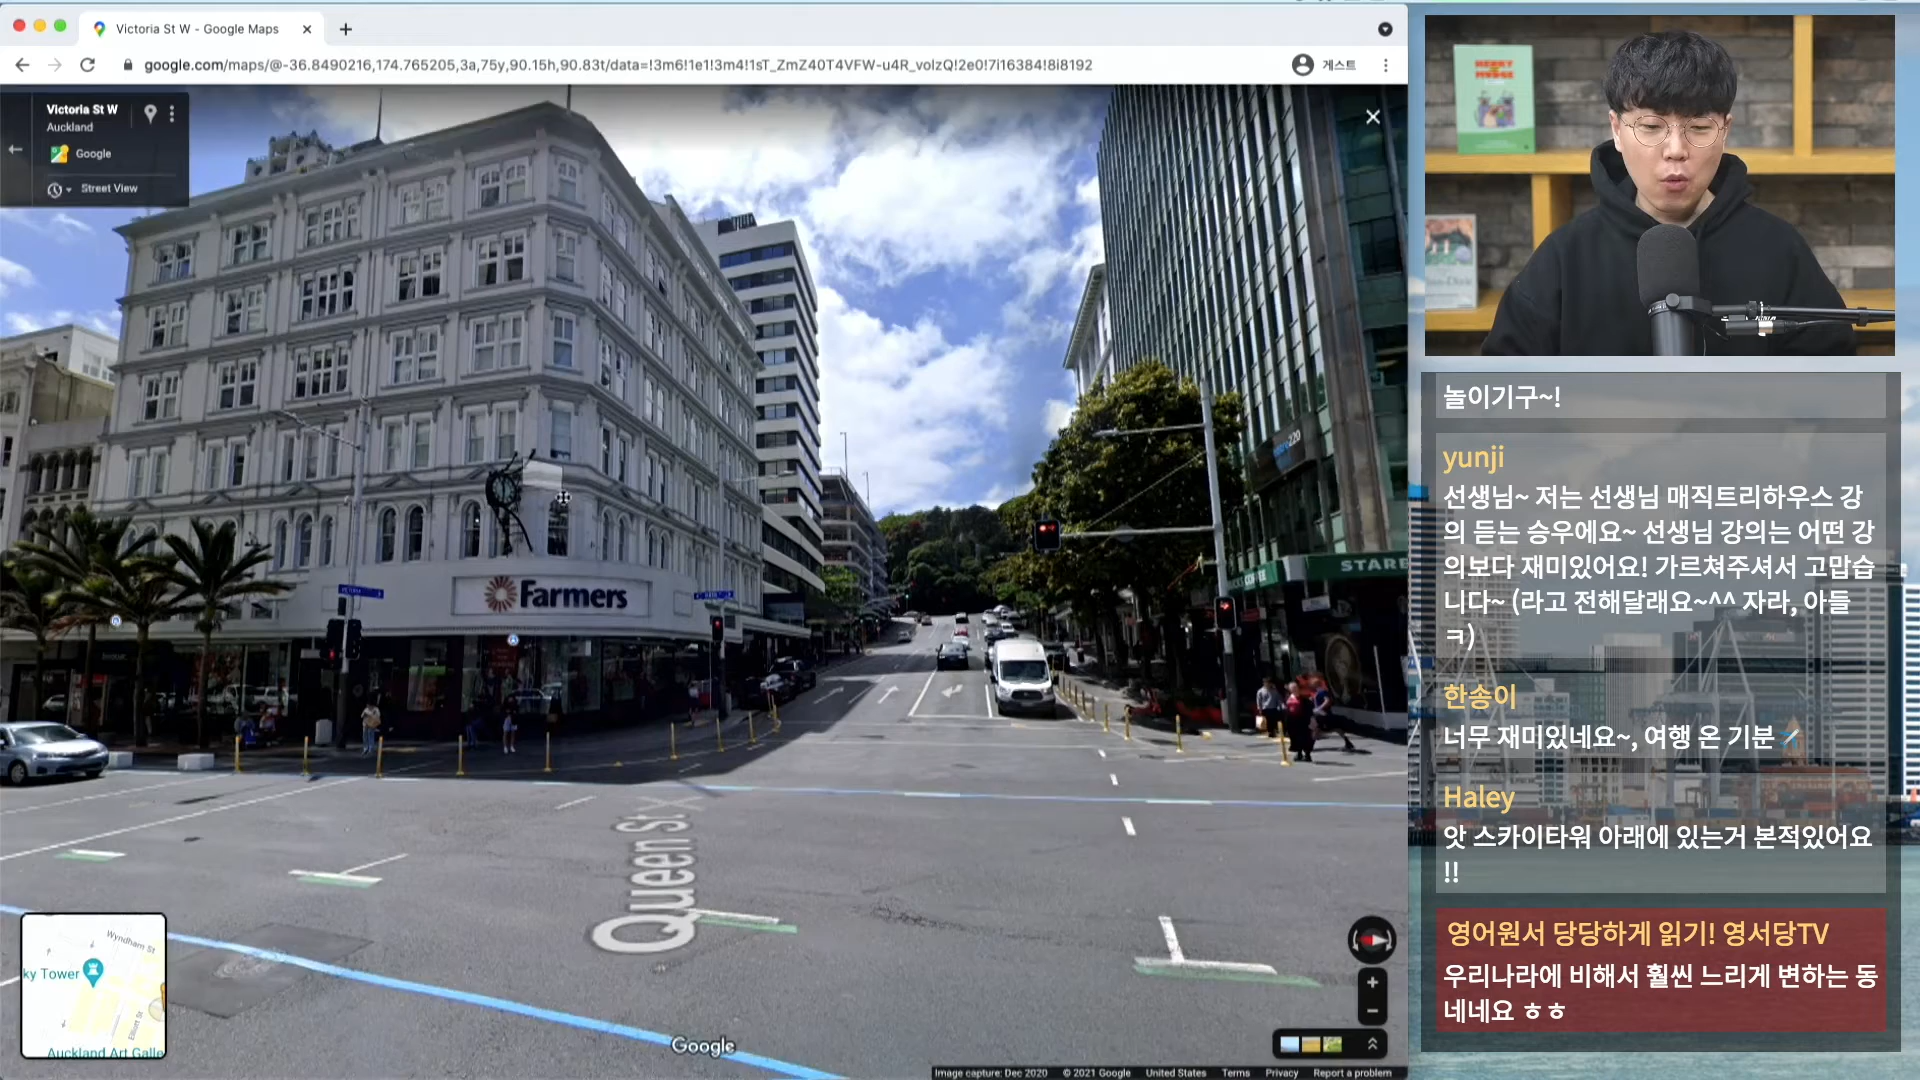 Victoria St W - Google Maps
google.com/maps/@-36.8490216,174.765205,3a,75y,90.15h,90.83t/data=!3m6!1e1!3m4!1sT_ZmZ40T4VFW-u4R_volzQ!2e0!7i16384!8i8192
게스트
Victoria St W
Auckland
Google
Street View
Farmers
STARB
Queen St
Wyndham St
ky Tower
Elliott St
Auckland Art Galle
Google
Image capture: Dec 2020 © 2021 Google United States Terms Privacy Report a problem
놀이기구~!
yunji
선생님~ 저는 선생님 매직트리하우스 강
의 듣는 승우에요~ 선생님 강의는 어떤 강
의보다 재미있어요! 가르쳐주셔서 고맙습
니다~ (라고 전해달래요~^^ 자라, 아들
ㅋ)
한송이
너무 재미있네요~, 여행 온 기분
Haley
앗 스카이타워 아래에 있는거 본적있어요
!!
영어원서 당당하게 읽기! 영서당TV
우리나라에 비해서 훨씬 느리게 변하는 동
네네요 ㅎㅎ